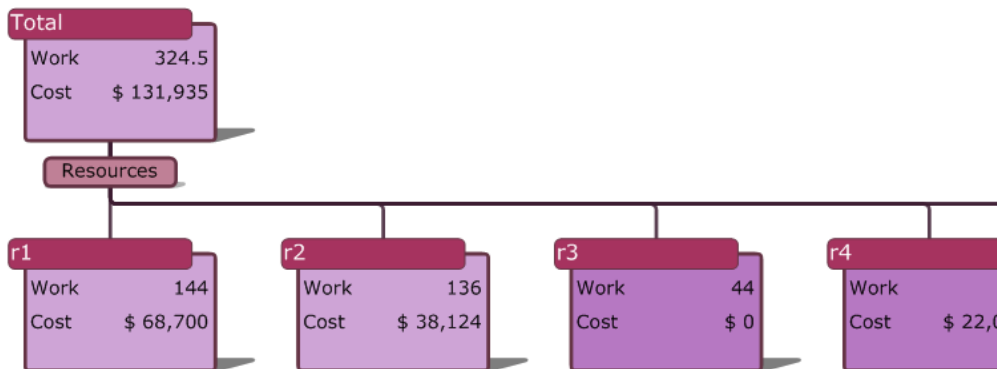 Total
Work 324.5
Cost $ 131,935
Resources
r1 r2 r3 r4
Work 144 Work 136 Work 44 Work
Cost $ 68,700 Cost $ 38,124 Cost $ 0 Cost